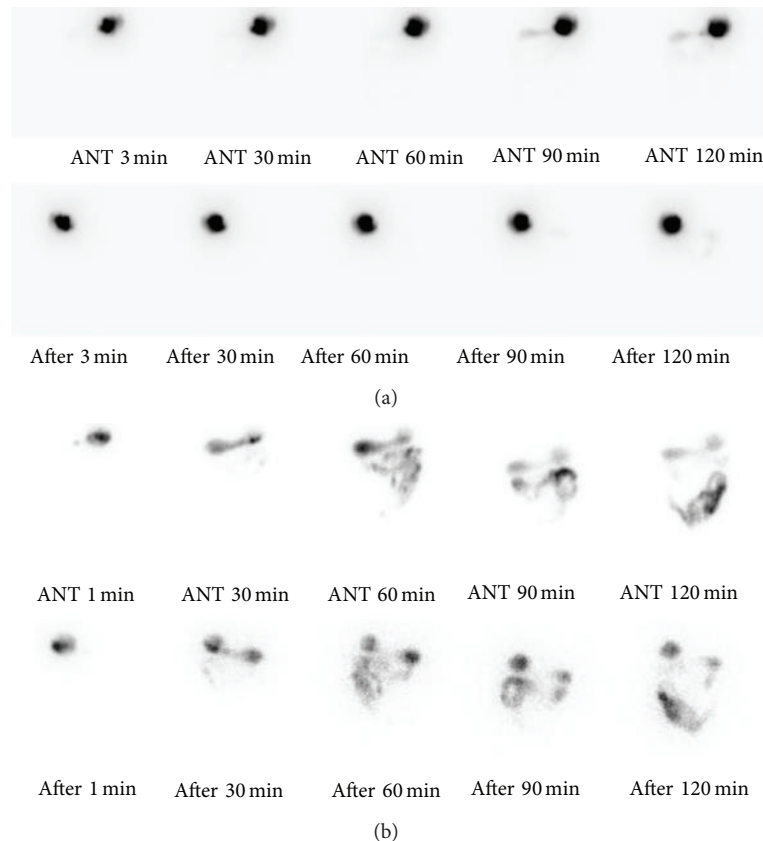 ANT 3 min ANT 30 min ANT 60 min ANT 90 min ANT 120 min
After 3 min After 30 min After 60 min After 90 min After 120 min
(a)
ANT 1 min ANT 30 min ANT 60 min ANT 90 min ANT 120 min
After 1 min After 30 min After 60 min After 90 min After 120 min
(b)